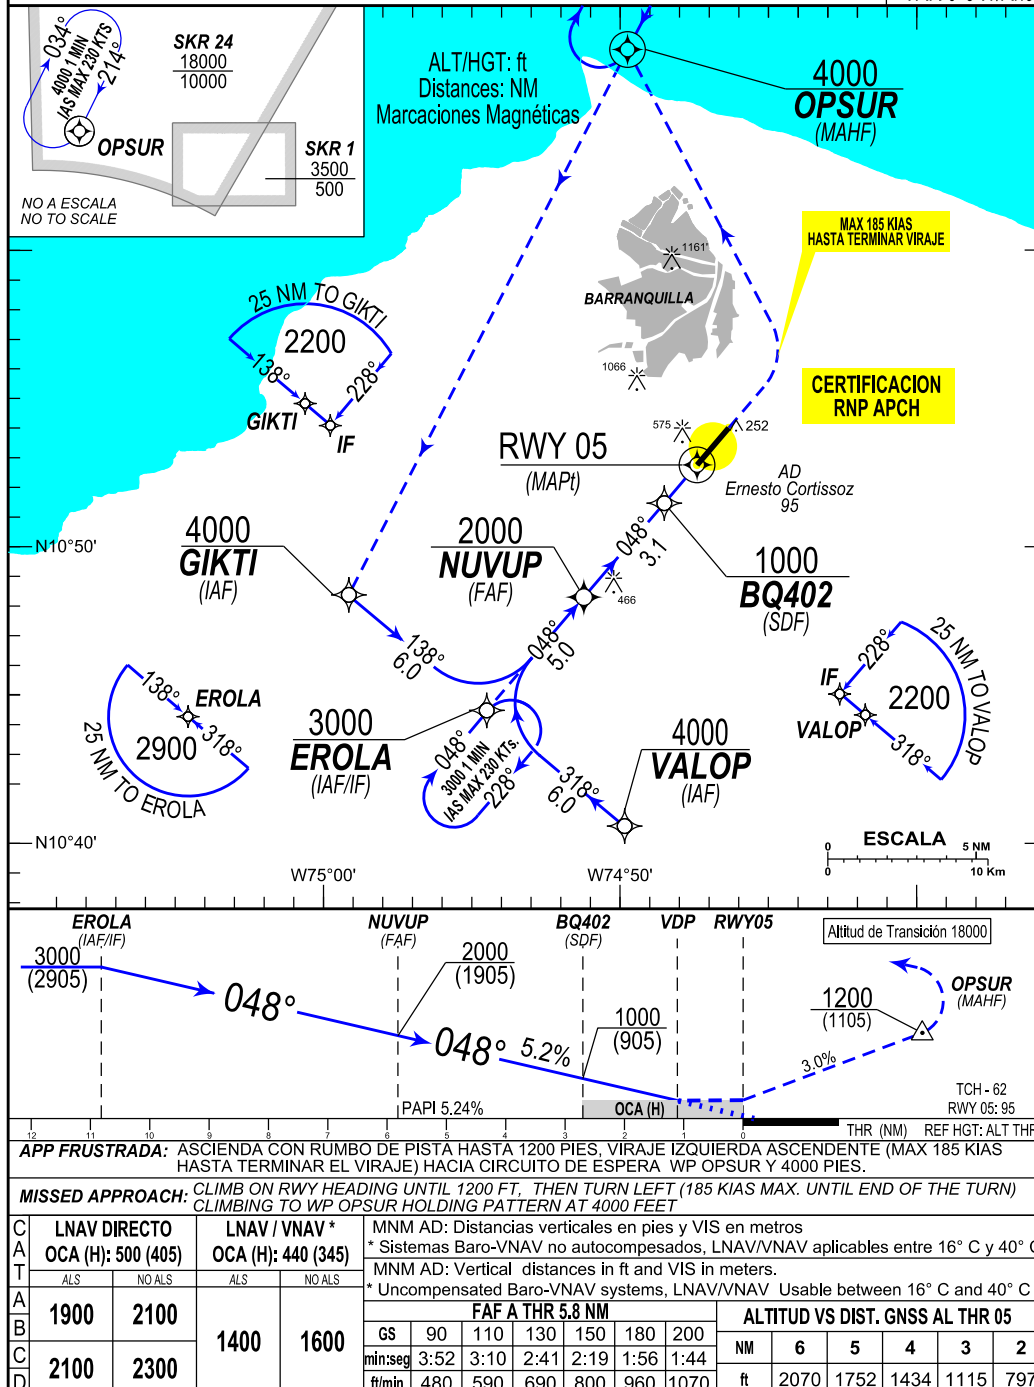 034°
4000 1 MIN
IAS MAX 230 KTS
214°
OPSUR
SKR 24
18000
10000
SKR 1
3500
500
NO A ESCALA
NO TO SCALE
ALT/HGT: ft
Distances: NM
Marcaciones Magnéticas
4000
OPSUR
(MAHF)
MAX 185 KIAS
HASTA TERMINAR VIRAJE
1161'
BARRANQUILLA
1066
25 NM TO GIKTI
2200
138°
228°
GIKTI
IF
CERTIFICACION
RNP APCH
575
252
RWY 05
(MAPt)
AD
Ernesto Cortissoz
95
4000
GIKTI
(IAF)
2000
NUVUP
(FAF)
048°
3.1
1000
BQ402
(SDF)
466
N10°50'
138°
6.0
048°
5.0
228°
25 NM TO VALOP
IF
2200
VALOP
318°
138°
EROLA
318°
2900
25 NM TO EROLA
3000
EROLA
(IAF/IF)
048°
3000 1 MIN
IAS MAX 230 KTs.
228°
318°
6.0
4000
VALOP
(IAF)
N10°40'
W75°00'
W74°50'
ESCALA
0 5 NM
0 10 Km
EROLA
(IAF/IF)
NUVUP
(FAF)
BQ402
(SDF)
VDP
RWY05
Altitud de Transición 18000
3000
(2905)
2000
(1905)
1000
(905)
1200
(1105)
OPSUR
(MAHF)
048°
048°
5.2%
3.0%
PAPI 5.24%
OCA (H)
TCH - 62
RWY 05: 95
12 11 10 9 8 7 6 5 4 3 2 1 0
THR (NM) REF HGT: ALT THR
APP FRUSTRADA: ASCIENDA CON RUMBO DE PISTA HASTA 1200 PIES, VIRAJE IZQUIERDA ASCENDENTE (MAX 185 KIAS
HASTA TERMINAR EL VIRAJE) HACIA CIRCUITO DE ESPERA WP OPSUR Y 4000 PIES.
MISSED APPROACH: CLIMB ON RWY HEADING UNTIL 1200 FT, THEN TURN LEFT (185 KIAS MAX. UNTIL END OF THE TURN)
CLIMBING TO WP OPSUR HOLDING PATTERN AT 4000 FEET
CAT
LNAV DIRECTO
OCA (H): 500 (405)
LNAV / VNAV *
OCA (H): 440 (345)
ALS NO ALS ALS NO ALS
A
B
1900 2100
C
D
2100 2300
1400 1600
MNM AD: Distancias verticales en pies y VIS en metros
* Sistemas Baro-VNAV no autocompesados, LNAV/VNAV aplicables entre 16° C y 40° C
MNM AD: Vertical distances in ft and VIS in meters.
* Uncompensated Baro-VNAV systems, LNAV/VNAV Usable between 16° C and 40° C
FAF A THR 5.8 NM
GS 90 110 130 150 180 200
min:seg 3:52 3:10 2:41 2:19 1:56 1:44
ft/min 480 590 690 800 960 1070
ALTITUD VS DIST. GNSS AL THR 05
NM 6 5 4 3 2
ft 2070 1752 1434 1115 797